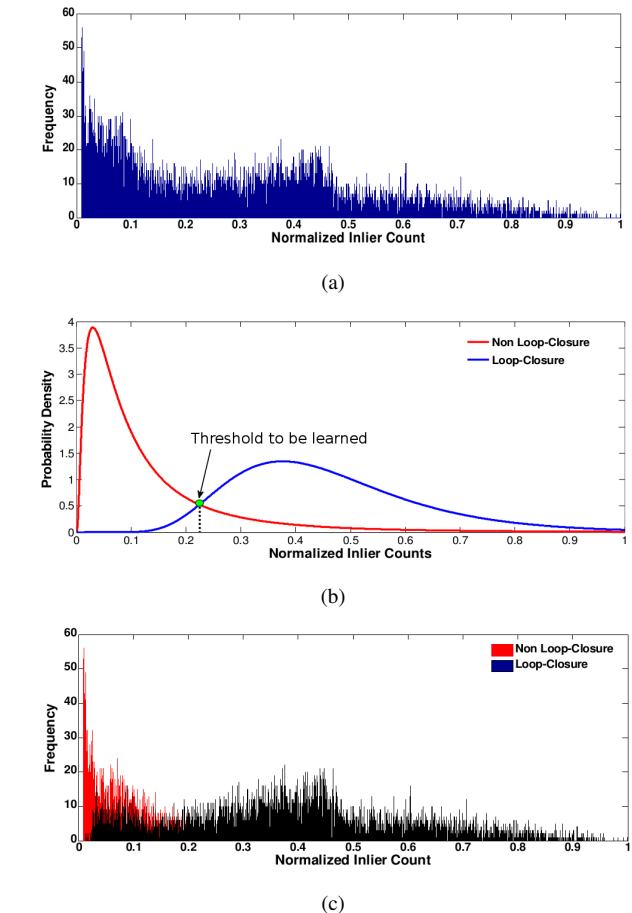 60
50
40
30
20
10
0
Frequency
0 0.1 0.2 0.3 0.4 0.5 0.6 0.7 0.8 0.9 1
Normalized Inlier Count
(a)
4
3.5
3
2.5
2
1.5
1
0.5
0
Probability Density
Non Loop-Closure
Loop-Closure
Threshold to be learned
0 0.1 0.2 0.3 0.4 0.5 0.6 0.7 0.8 0.9 1
Normalized Inlier Counts
(b)
60
50
40
30
20
10
0
Frequency
Non Loop-Closure
Loop-Closure
0 0.1 0.2 0.3 0.4 0.5 0.6 0.7 0.8 0.9 1
Normalized Inlier Count
(c)